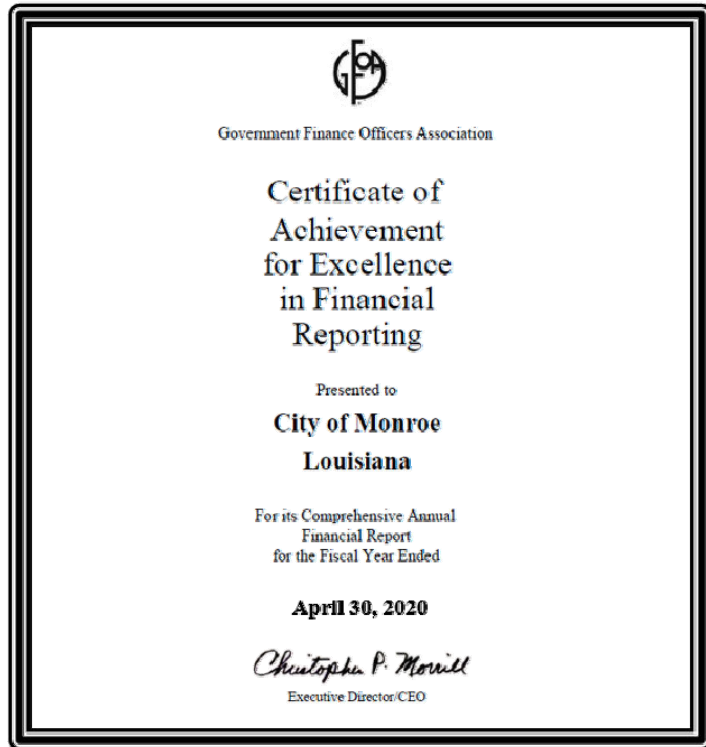 GFOA
Government Finance Officers Association
Certificate of
Achievement
for Excellence
in Financial
Reporting
Presented to
City of Monroe
Louisiana
For its Comprehensive Annual
Financial Report
for the Fiscal Year Ended
April 30, 2020
Christopher P. Morrill
Executive Director/CEO